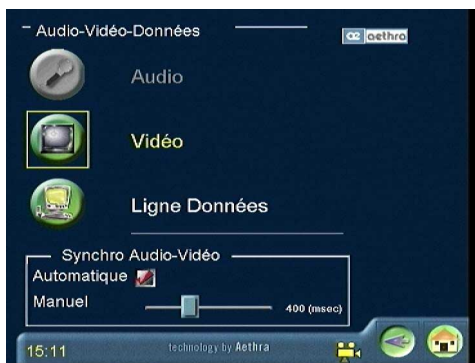 Audio-Vidéo-Données
aethra
Audio
Vidéo
Ligne Données
Synchro Audio-Vidéo
Automatique
Manuel
400 (msec)
15:11
technology by Aethra